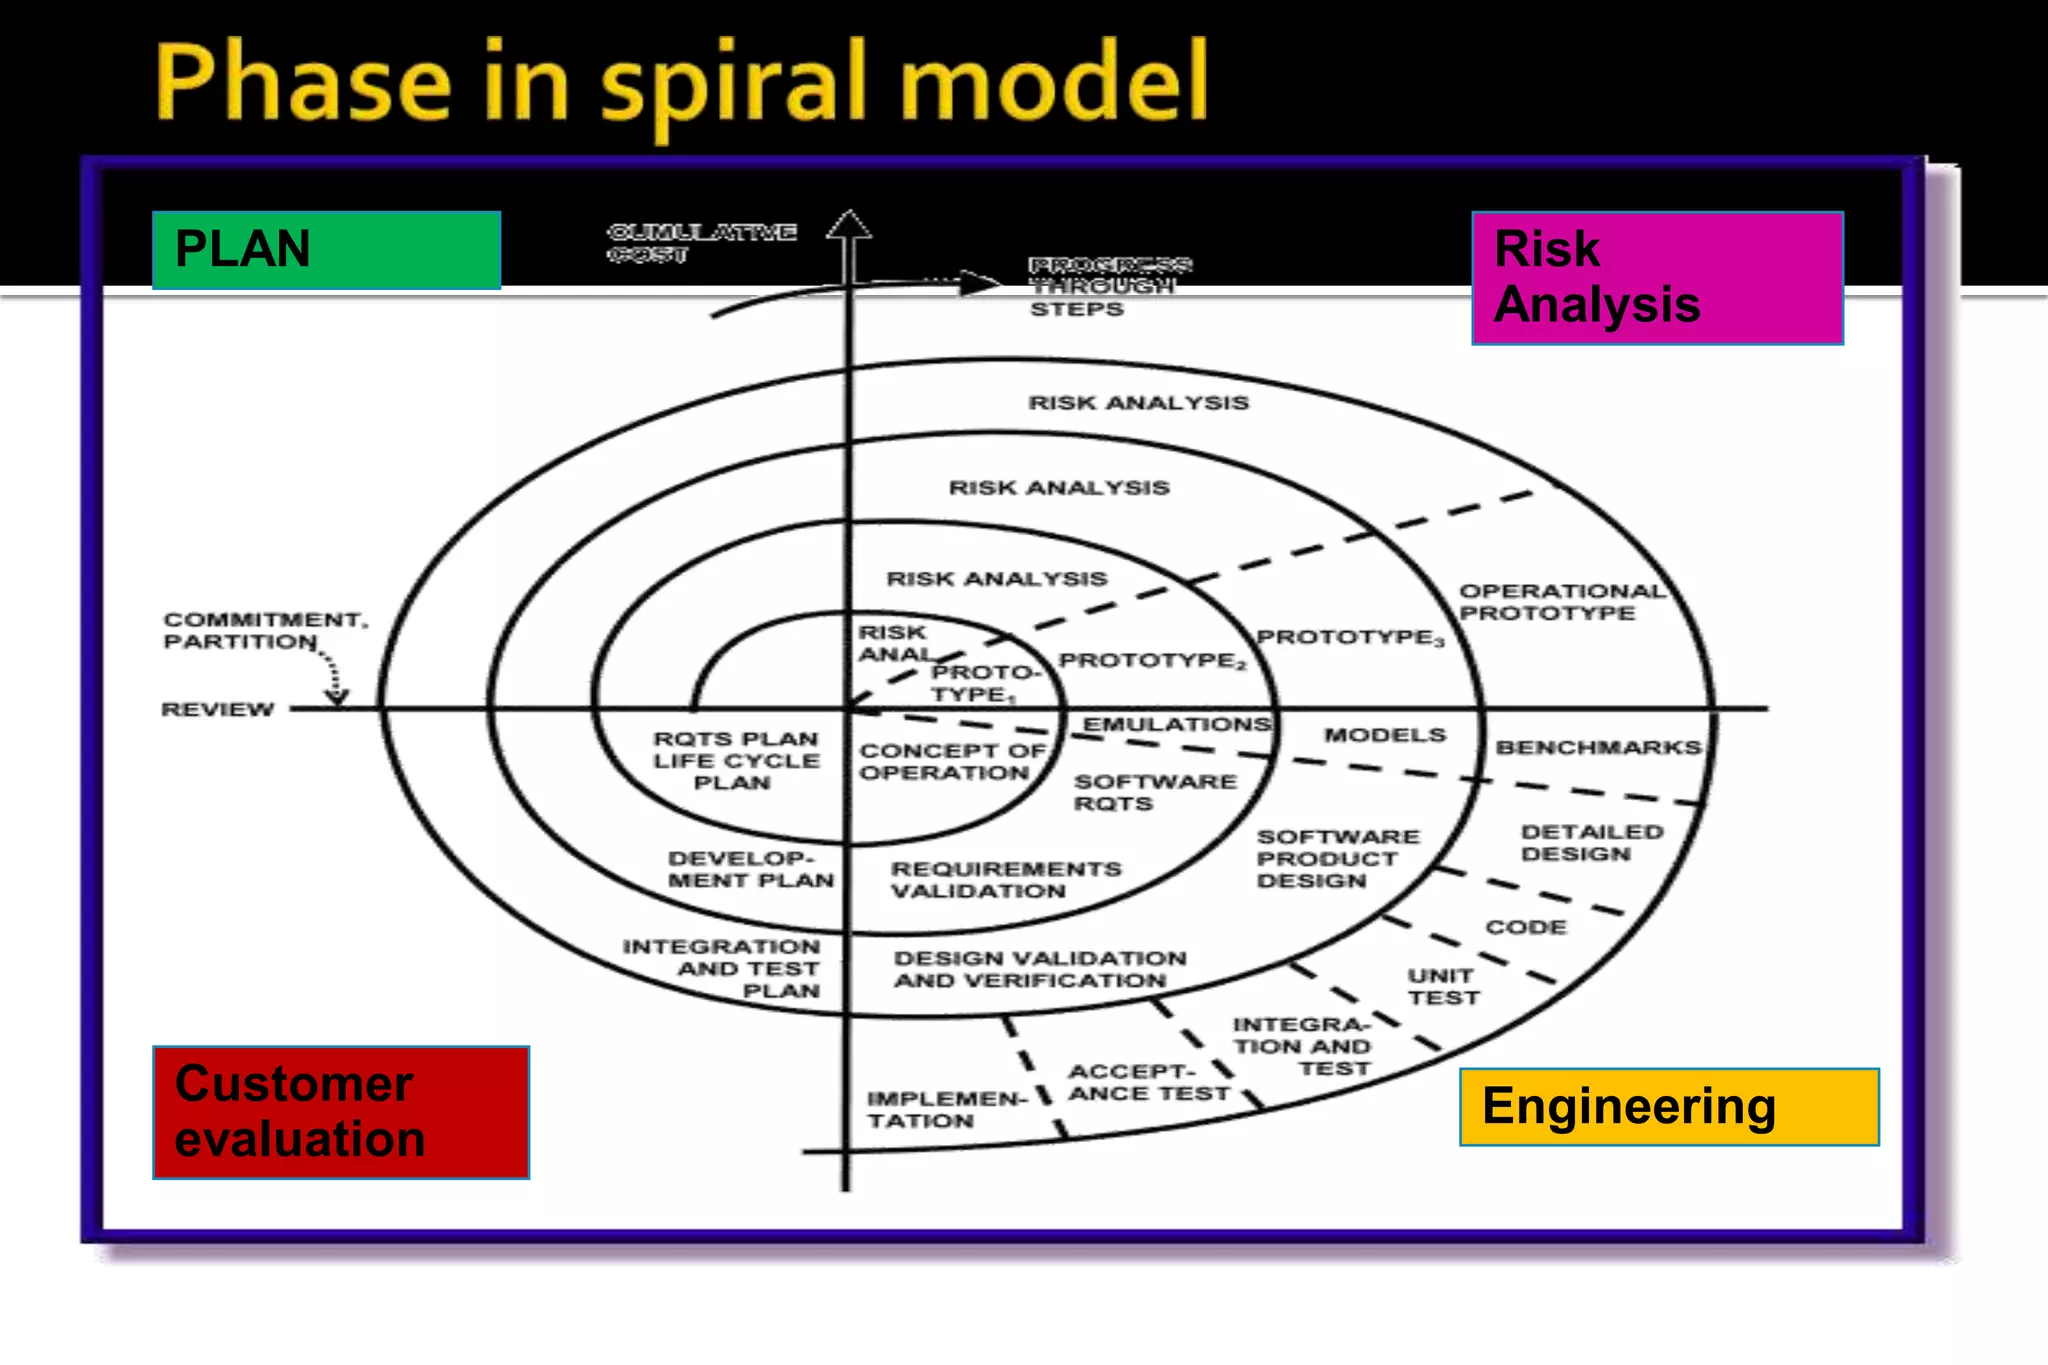 Phase in spiral model
PLAN
CUMULATIVE
COST
PROGRESS
THROUGH
STEPS
Risk
Analysis
RISK ANALYSIS
RISK ANALYSIS
RISK ANALYSIS
RISK
ANAL.
PROTO-
TYPE1
PROTOTYPE2
PROTOTYPE3
OPERATIONAL
PROTOTYPE
COMMITMENT,
PARTITION
REVIEW
RQTS PLAN
LIFE CYCLE
PLAN
CONCEPT OF
OPERATION
EMULATIONS
MODELS
BENCHMARKS
SOFTWARE
RQTS
SOFTWARE
PRODUCT
DESIGN
DETAILED
DESIGN
DEVELOP-
MENT PLAN
REQUIREMENTS
VALIDATION
CODE
INTEGRATION
AND TEST
PLAN
DESIGN VALIDATION
AND VERIFICATION
UNIT
TEST
INTEGRA-
TION AND
TEST
ACCEPT-
ANCE TEST
IMPLEMEN-
TATION
Customer
evaluation
Engineering